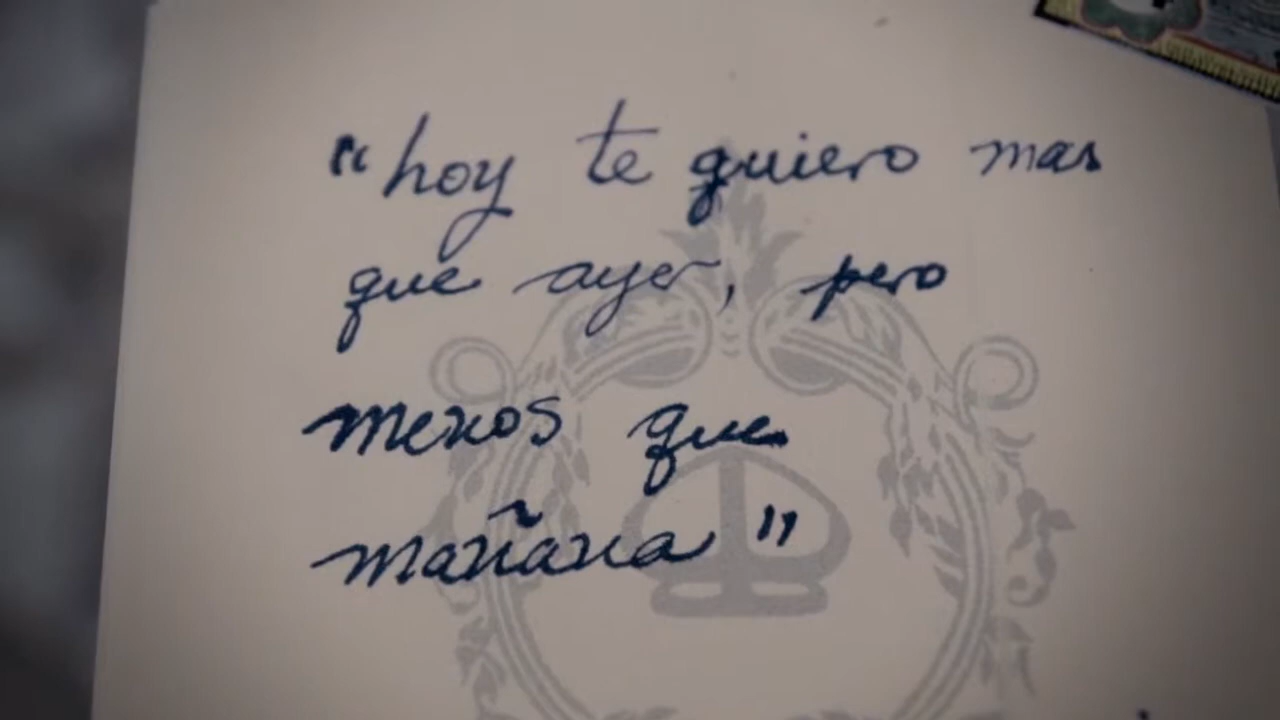 "hoy te quiero mas
que ayer, pero
menos que
mañana"